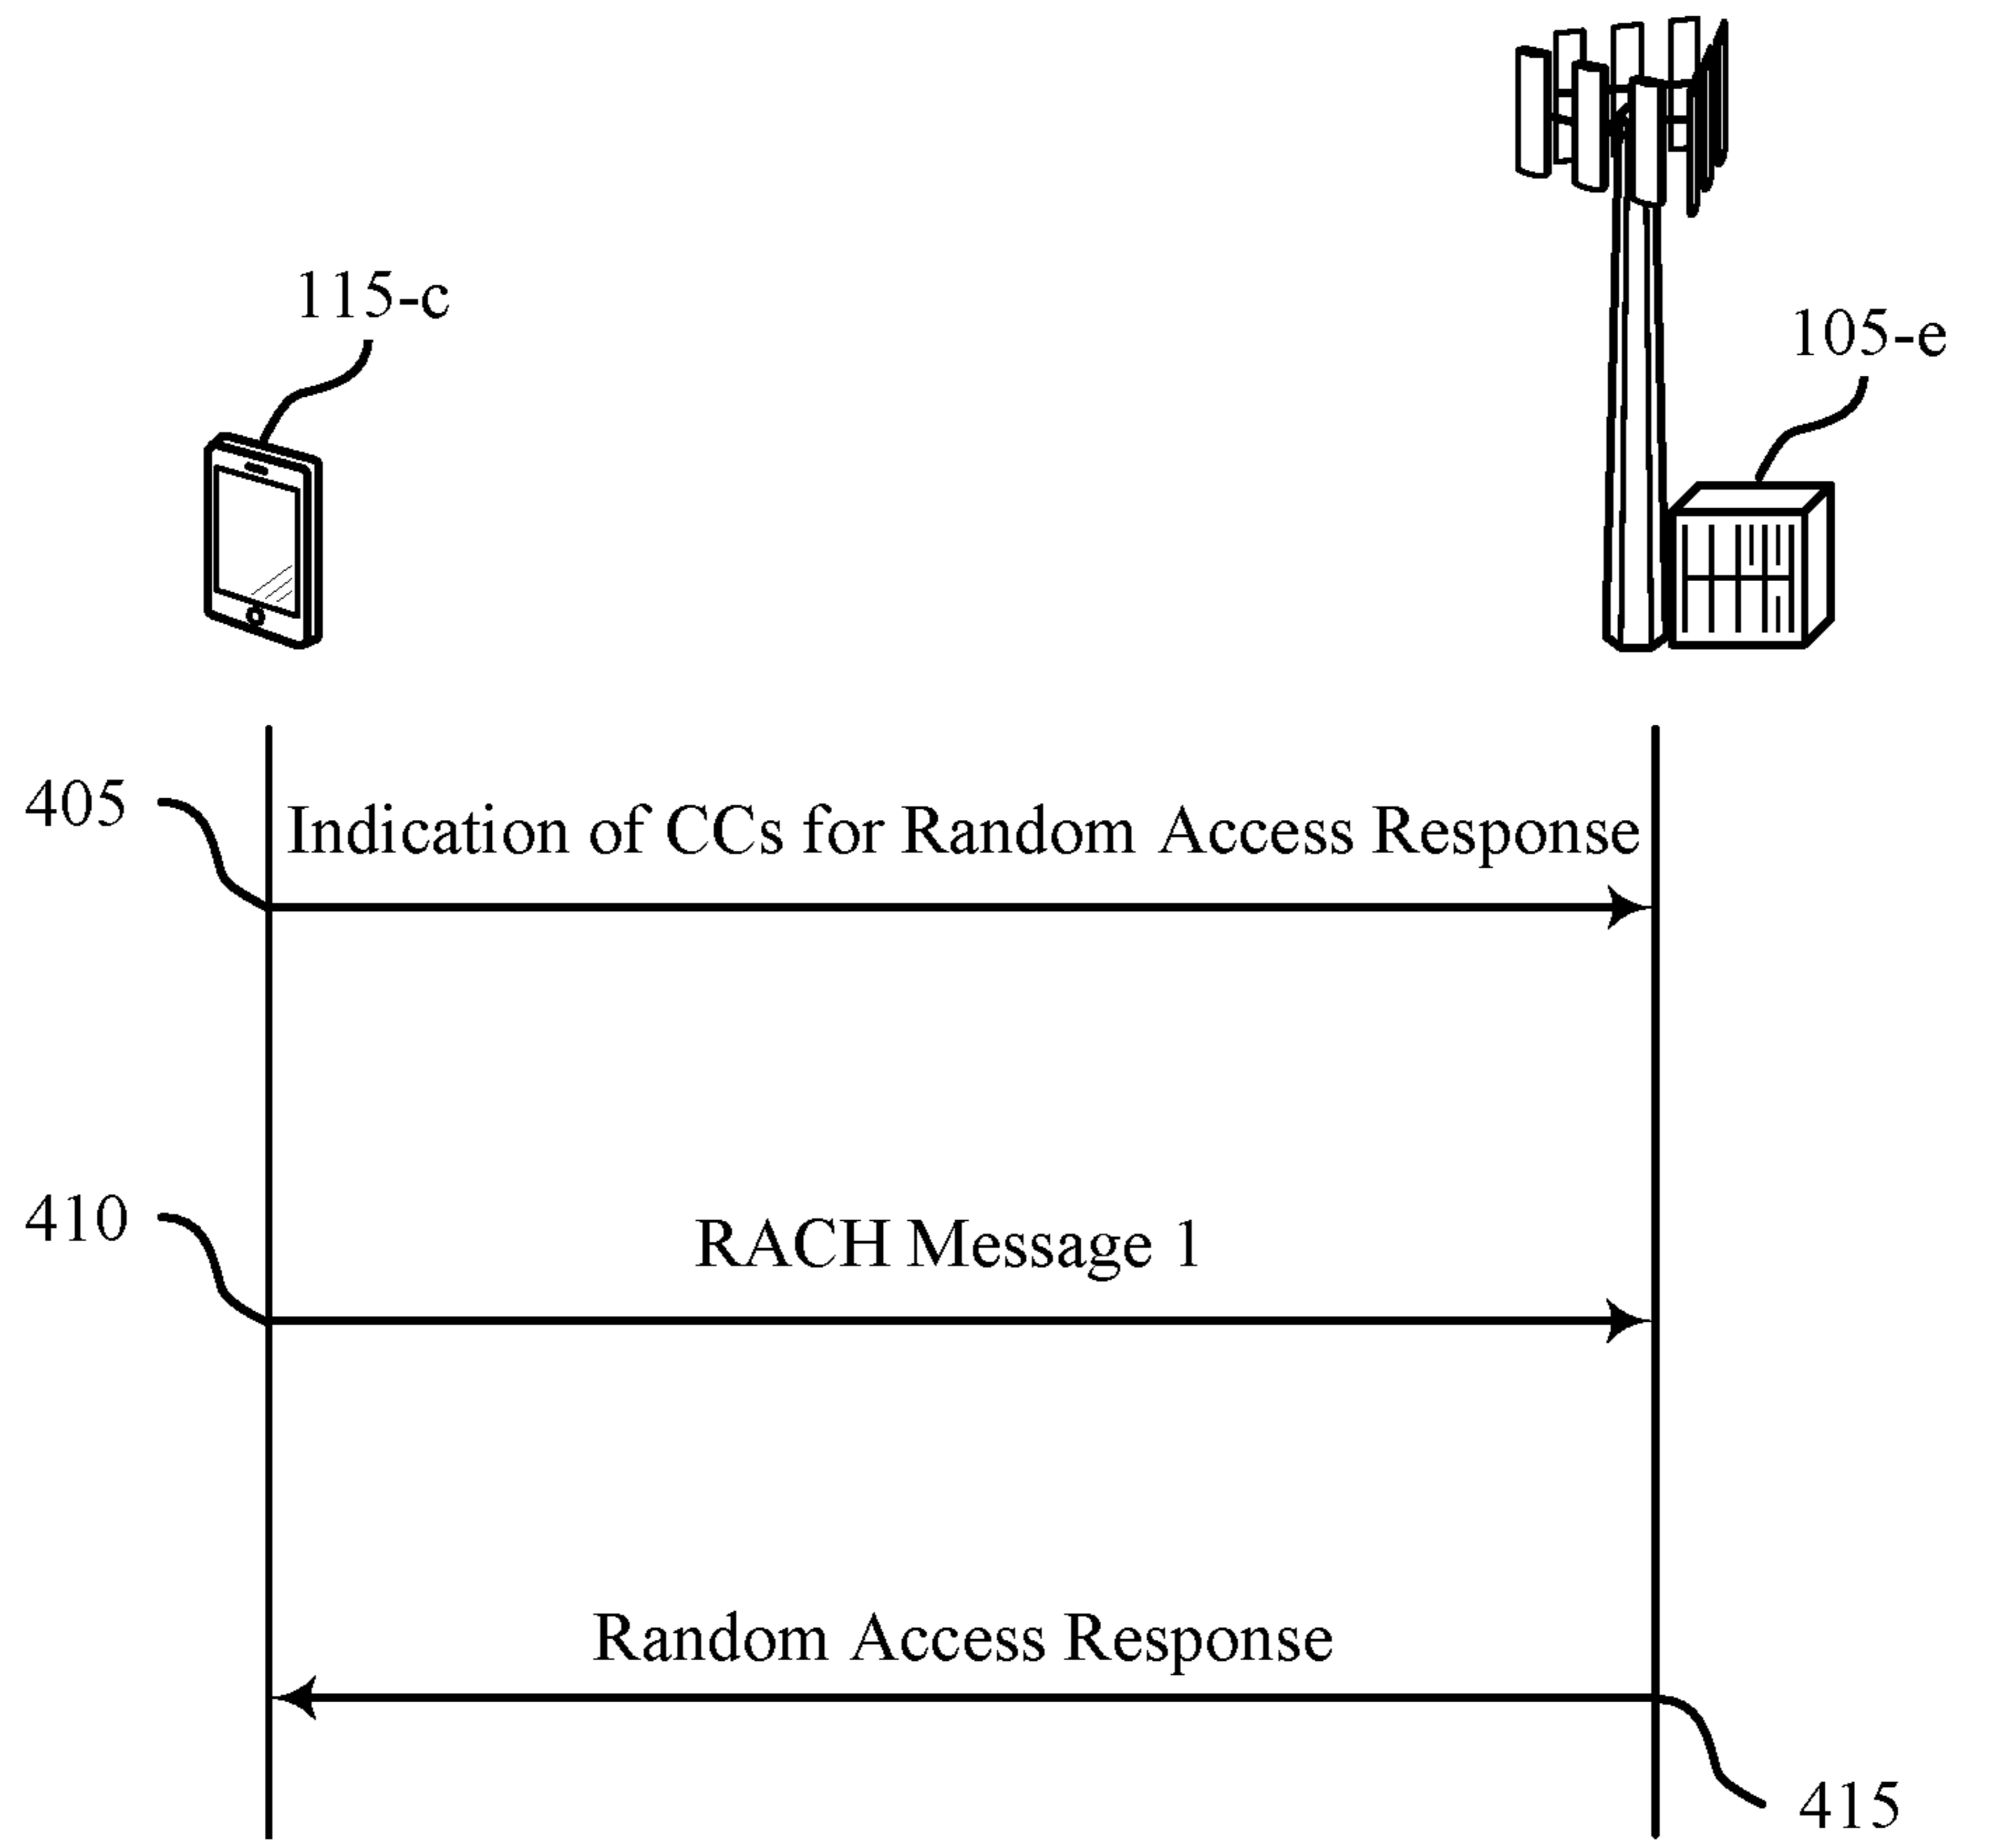 115-c
105-e
405
Indication of CCs for Random Access Response
410
RACH Message 1
Random Access Response
415